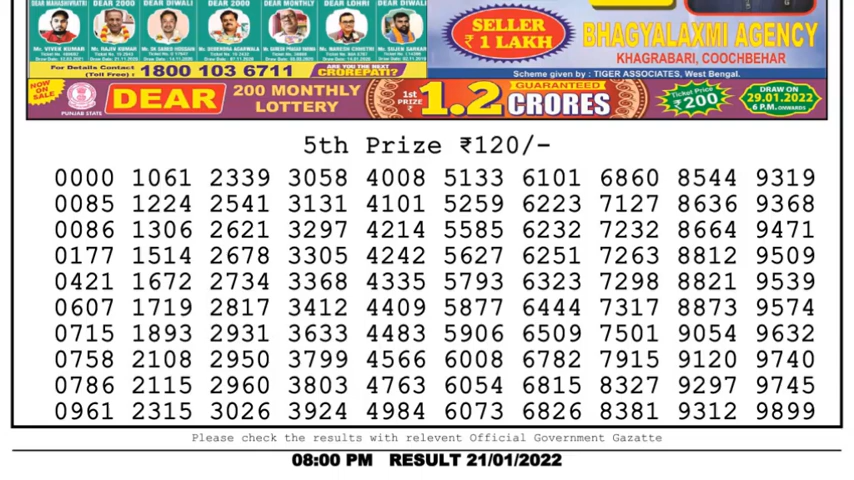 DEAR MAHASHIVRATRI DEAR 2000 DEAR DIWALI DEAR 2000 DEAR MONTHLY DEAR LOHRI DEAR DIWALI
Mr. VIVEK KUMAR Mr. RAJIV KUMAR
For Details Contact (Toll Free) : 1800 103 6711 ARE YOU THE NEXT CROREPATI?
SELLER
₹ 1 LAKH
BHAGYALAXMI AGENCY
KHAGRABARI, COOCHBEHAR
Scheme given by : TIGER ASSOCIATES, West Bengal.
NOW ON SALE
PUNJAB STATE
DEAR 200 MONTHLY LOTTERY
1st PRIZE ₹ 1.2 GUARANTEED CRORES
Ticket Price ₹200
DRAW ON 29.01.2022 6 P.M. ONWARDS
5th Prize ₹120/-
0000 1061 2339 3058 4008 5133 6101 6860 8544 9319
0085 1224 2541 3131 4101 5259 6223 7127 8636 9368
0086 1306 2621 3297 4214 5585 6232 7232 8664 9471
0177 1514 2678 3305 4242 5627 6251 7263 8812 9509
0421 1672 2734 3368 4335 5793 6323 7298 8821 9539
0607 1719 2817 3412 4409 5877 6444 7317 8873 9574
0715 1893 2931 3633 4483 5906 6509 7501 9054 9632
0758 2108 2950 3799 4566 6008 6782 7915 9120 9740
0786 2115 2960 3803 4763 6054 6815 8327 9297 9745
0961 2315 3026 3924 4984 6073 6826 8381 9312 9899
Please check the results with relevent Official Government Gazatte
08:00 PM RESULT 21/01/2022